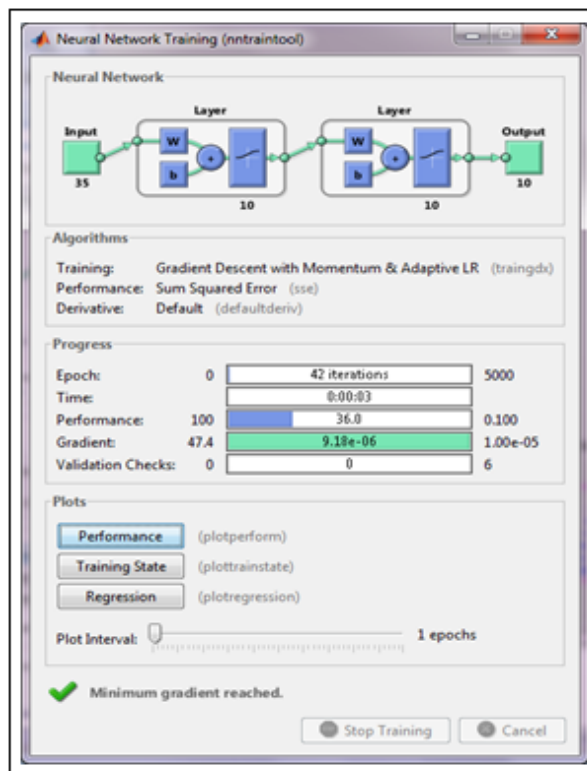 Neural Network Training (nntraintool)
Neural Network
Layer
Layer
Input
Output
W
b
+
W
b
+
35
10
10
10
Algorithms
Training: Gradient Descent with Momentum & Adaptive LR (traingdx)
Performance: Sum Squared Error (sse)
Derivative: Default (defaultderiv)
Progress
Epoch: 0 42 iterations 5000
Time: 0:00:03
Performance: 100 36.0 0.100
Gradient: 47.4 9.18e-06 1.00e-05
Validation Checks: 0 0 6
Plots
Performance (plotperform)
Training State (plottrainstate)
Regression (plotregression)
Plot Interval: 1 epochs
Minimum gradient reached.
Stop Training Cancel